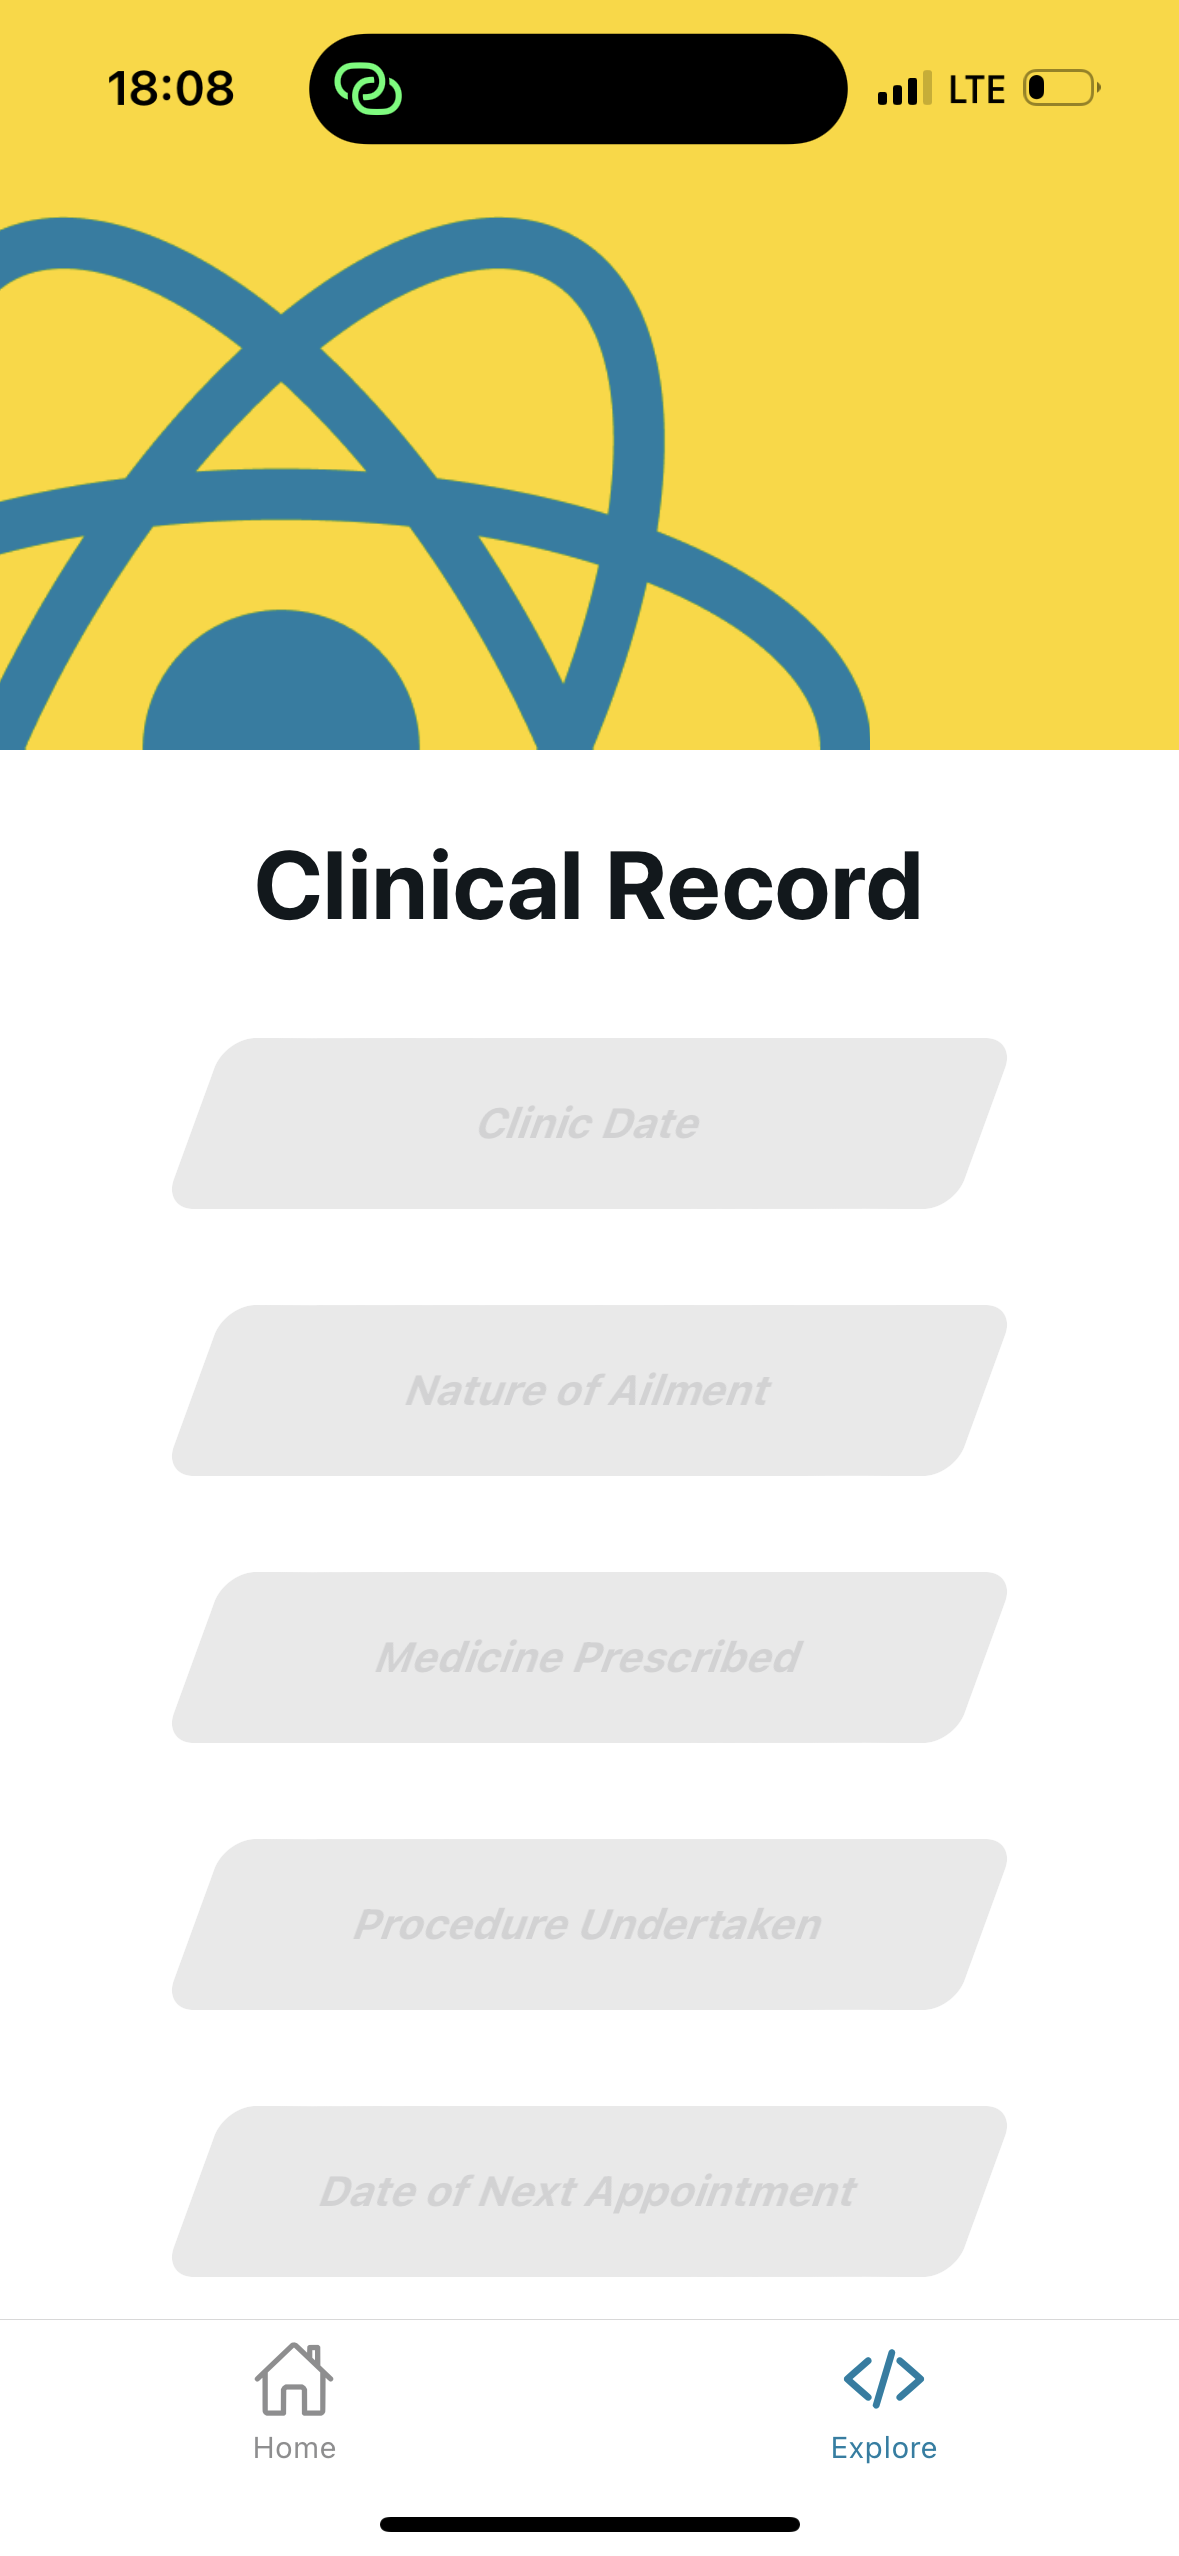 18:08 LTE
Clinical Record
Clinic Date
Nature of Ailment
Medicine Prescribed
Procedure Undertaken
Date of Next Appointment
Home Explore